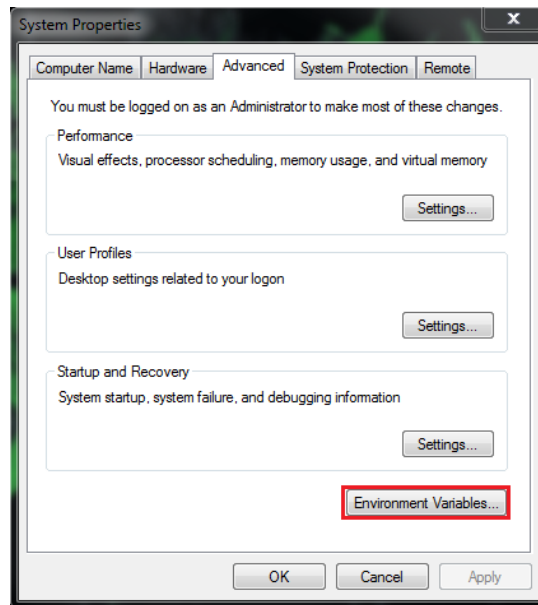 System Properties
x
Computer Name Hardware Advanced System Protection Remote
You must be logged on as an Administrator to make most of these changes.
Performance
Visual effects, processor scheduling, memory usage, and virtual memory
Settings...
User Profiles
Desktop settings related to your logon
Settings...
Startup and Recovery
System startup, system failure, and debugging information
Settings...
Environment Variables...
OK Cancel Apply